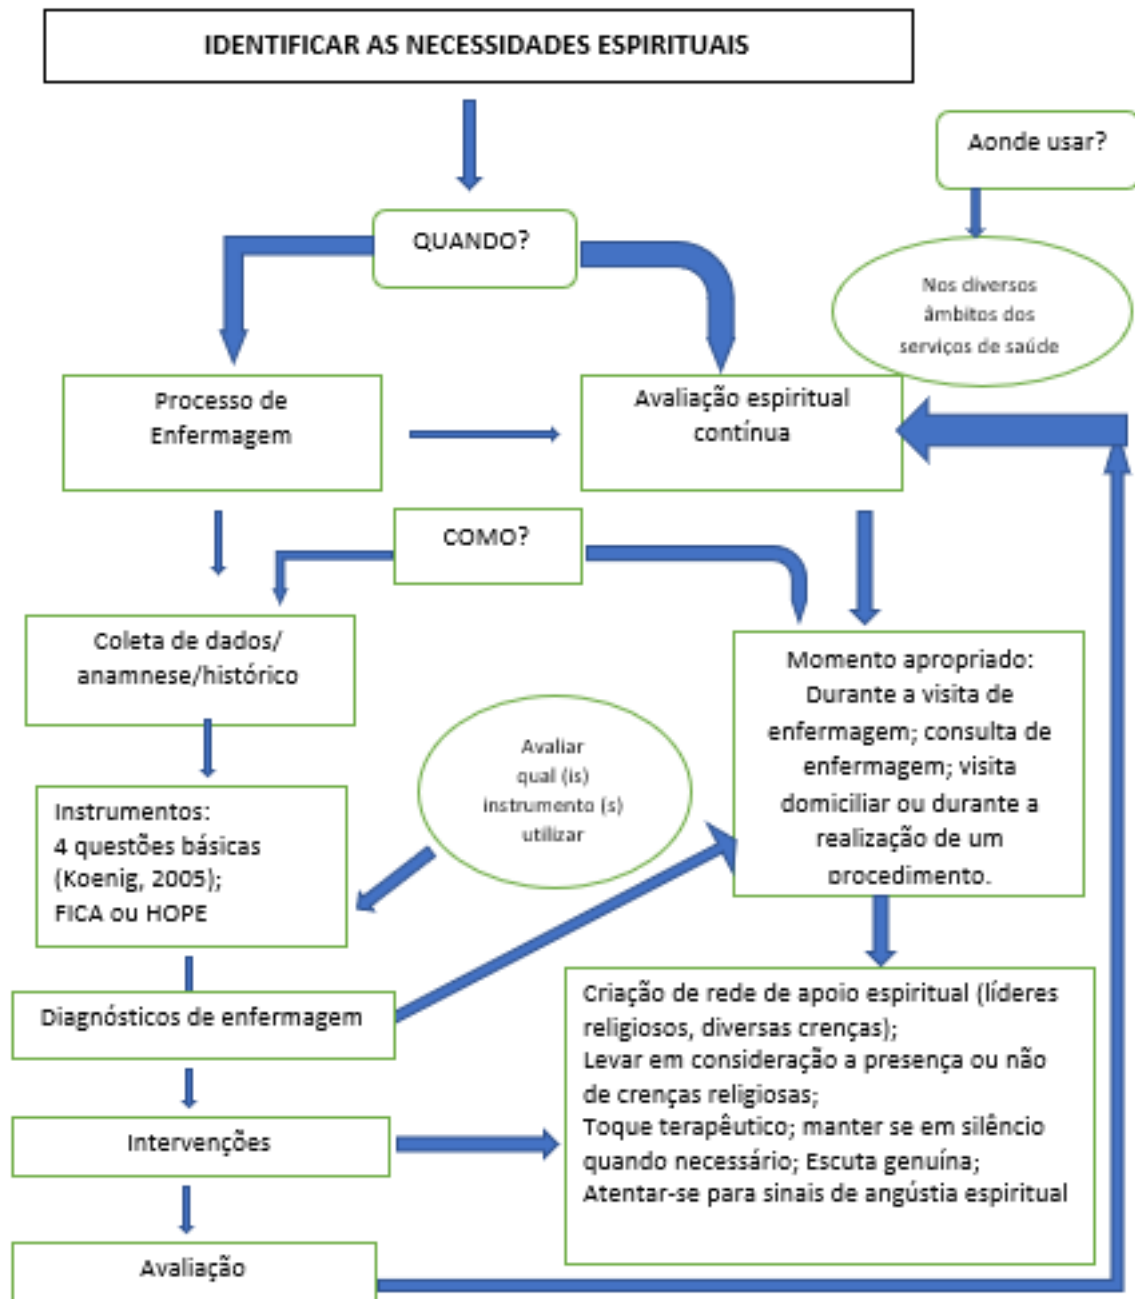 IDENTIFICAR AS NECESSIDADES ESPIRITUAIS
Aonde usar?
QUANDO?
Nos diversos
âmbitos dos
serviços de saúde
Processo de
Enfermagem
Avaliação espiritual
contínua
COMO?
Coleta de dados/
anamnese/histórico
Momento apropriado:
Durante a visita de
enfermagem; consulta de
enfermagem; visita
domiciliar ou durante a
realização de um
procedimento.
Avaliar
qual (is)
instrumento (s)
utilizar
Instrumentos:
4 questões básicas
(Koenig, 2005);
FICA ou HOPE
Diagnósticos de enfermagem
Criação de rede de apoio espiritual (líderes
religiosos, diversas crenças);
Levar em consideração a presença ou não
de crenças religiosas;
Toque terapêutico; manter se em silêncio
quando necessário; Escuta genuína;
Atentar-se para sinais de angústia espiritual
Intervenções
Avaliação